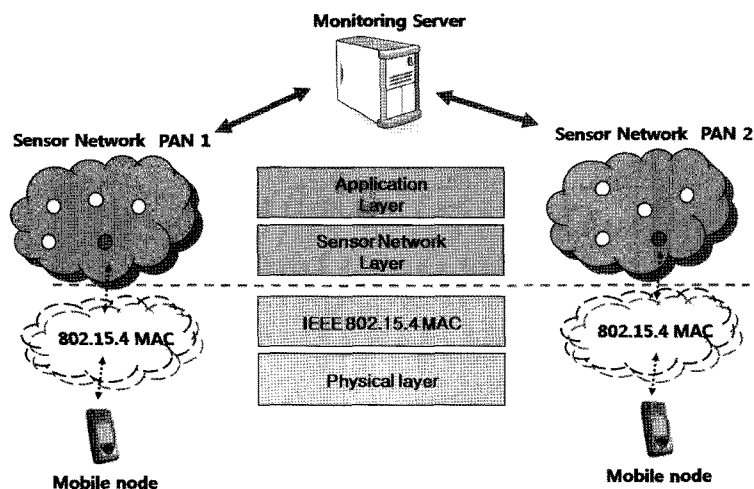 Monitoring Server
Sensor Network PAN 1
Sensor Network PAN 2
Application
Layer
Sensor Network
Layer
802.15.4 MAC
IEEE 802.15.4 MAC
802.15.4 MAC
Physical layer
Mobile node
Mobile node